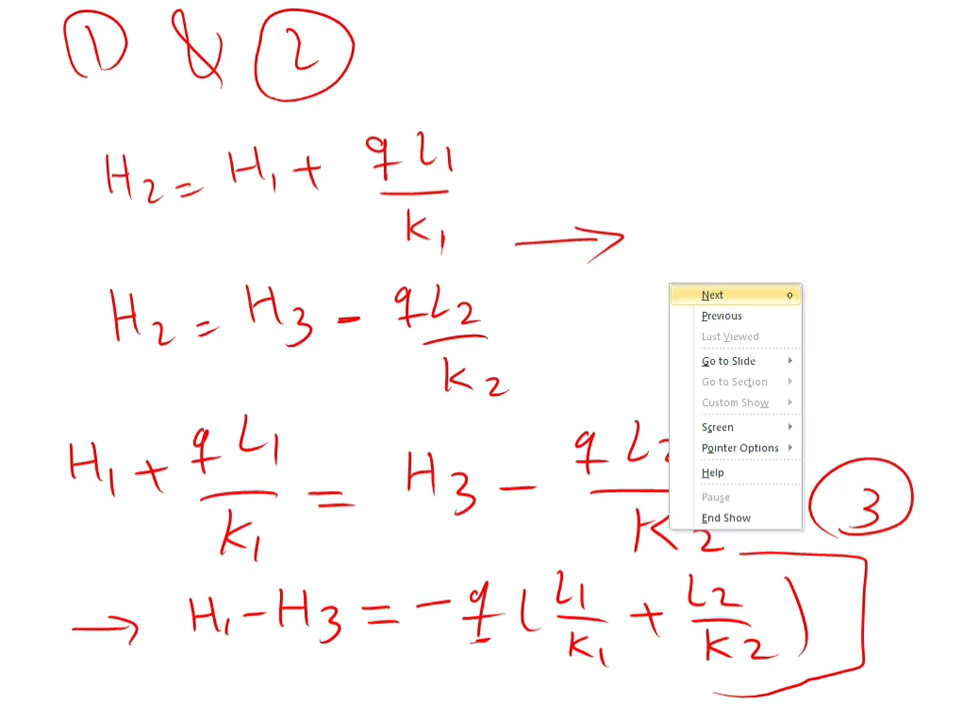 ① & ②
H₂ = H₁ + qL₁/K₁ →
H₂ = H₃ - qL₂/K₂
H₁ + qL₁/K₁ = H₃ - qL₂/K₂ ③
→ H₁ - H₃ = - q ( L₁/K₁ + L₂/K₂ )
Next
Previous
Last Viewed
Go to Slide
Go to Section
Custom Show
Screen
Pointer Options
Help
Pause
End Show